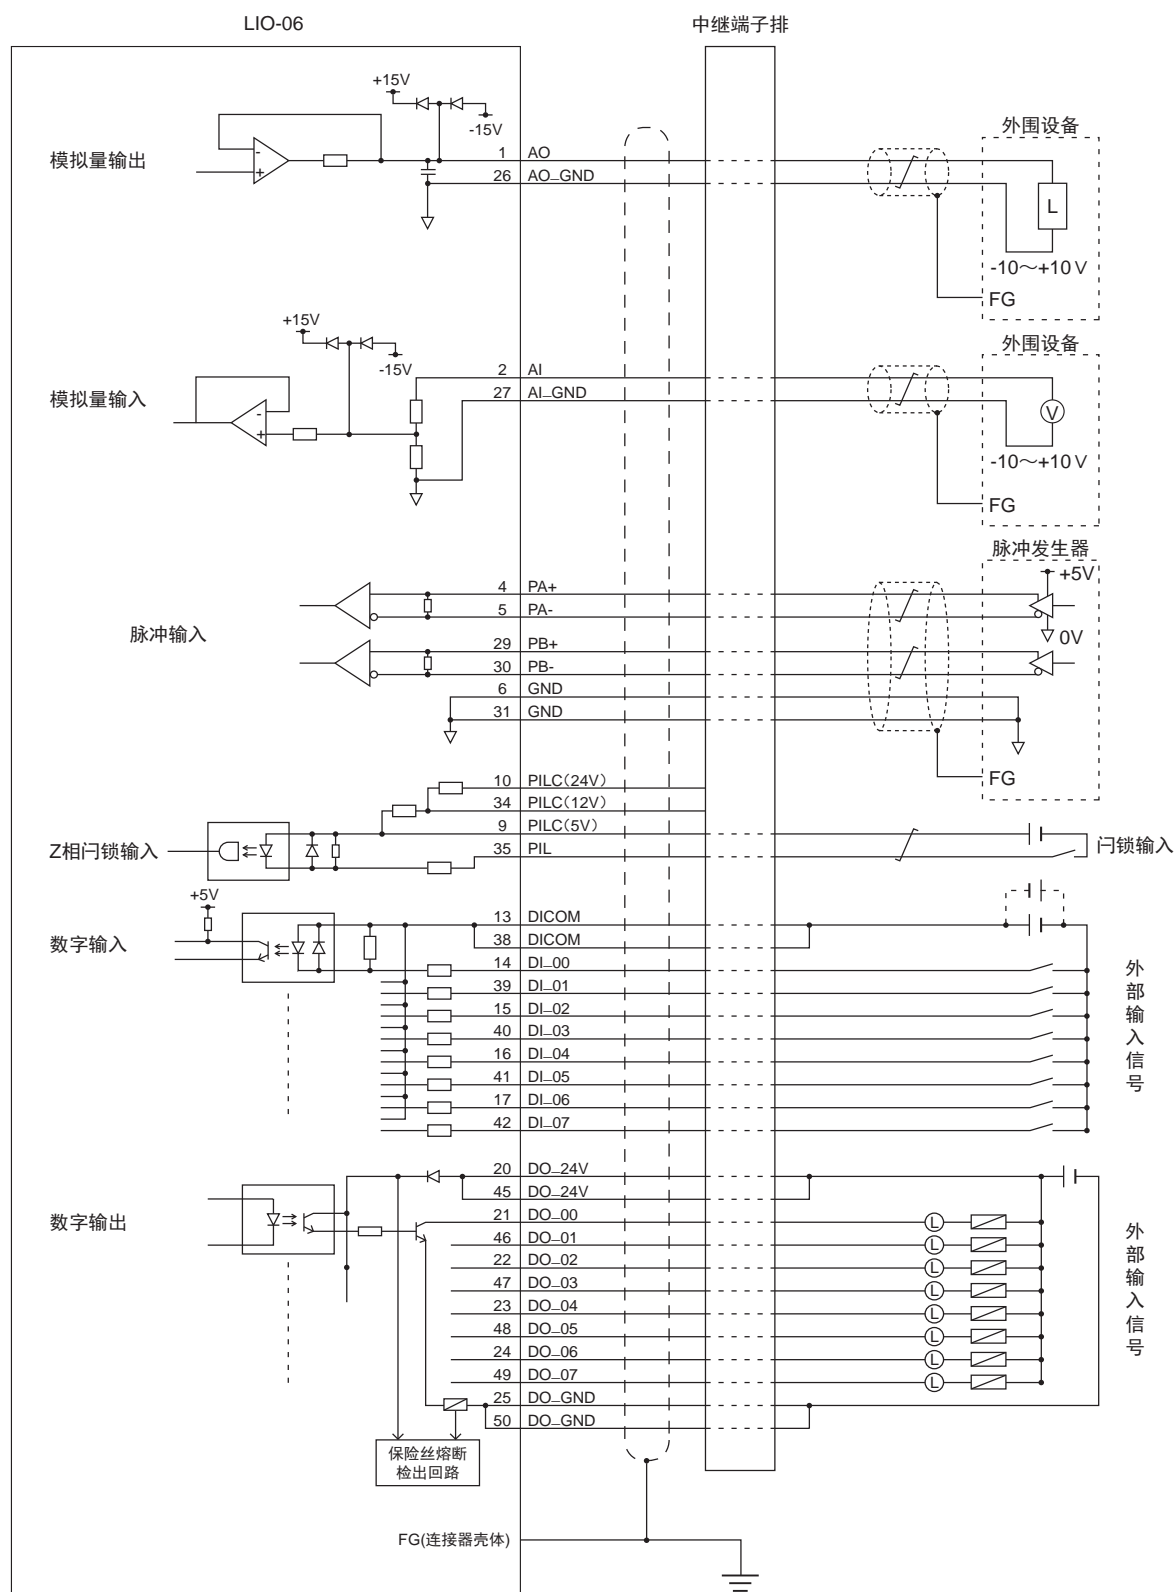 LIO-06
中继端子排
+15V
-15V
模拟量输出
1 AO
26 AO_GND
外围设备
L
-10～+10V
FG
+15V
-15V
模拟量输入
2 AI
27 AI_GND
外围设备
V
-10～+10V
FG
脉冲输入
4 PA+
5 PA-
29 PB+
30 PB-
6 GND
31 GND
脉冲发生器
+5V
0V
FG
Z相闩锁输入
10 PILC(24V)
34 PILC(12V)
9 PILC(5V)
35 PIL
闩锁输入
+5V
数字输入
13 DICOM
38 DICOM
14 DI_00
39 DI_01
15 DI_02
40 DI_03
16 DI_04
41 DI_05
17 DI_06
42 DI_07
外部输入信号
数字输出
20 DO_24V
45 DO_24V
21 DO_00
46 DO_01
22 DO_02
47 DO_03
23 DO_04
48 DO_05
24 DO_06
49 DO_07
25 DO_GND
50 DO_GND
L
L
L
L
L
L
L
L
外部输入信号
保险丝熔断
检出回路
FG(连接器壳体)